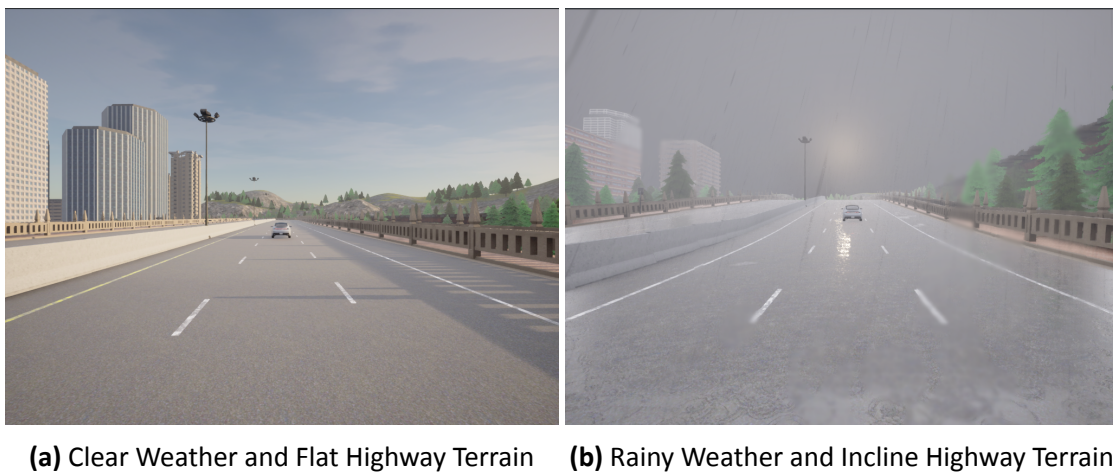 (a) Clear Weather and Flat Highway Terrain
(b) Rainy Weather and Incline Highway Terrain